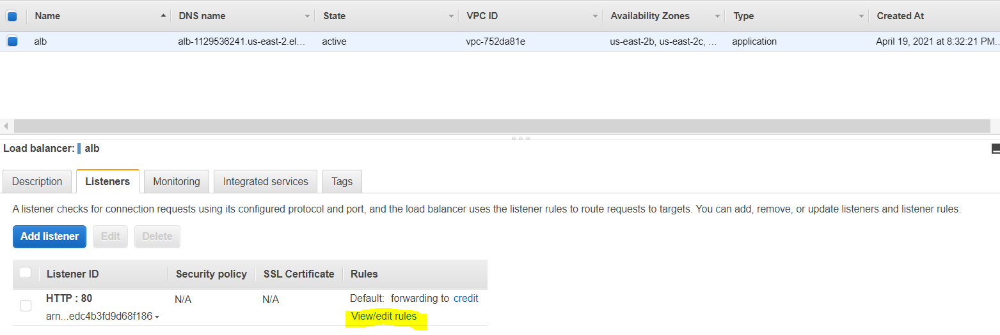 Name DNS name State VPC ID Availability Zones Type Created At
alb alb-1129536241.us-east-2.el... active vpc-752da81e us-east-2b, us-east-2c, ... application April 19, 2021 at 8:32:21 PM...
Load balancer: alb
Description Listeners Monitoring Integrated services Tags
A listener checks for connection requests using its configured protocol and port, and the load balancer uses the listener rules to route requests to targets. You can add, remove, or update listeners and listener rules.
Add listener Edit Delete
Listener ID Security policy SSL Certificate Rules
HTTP : 80 N/A N/A Default: forwarding to credit
arn...edc4b3fd9d68f186 View/edit rules